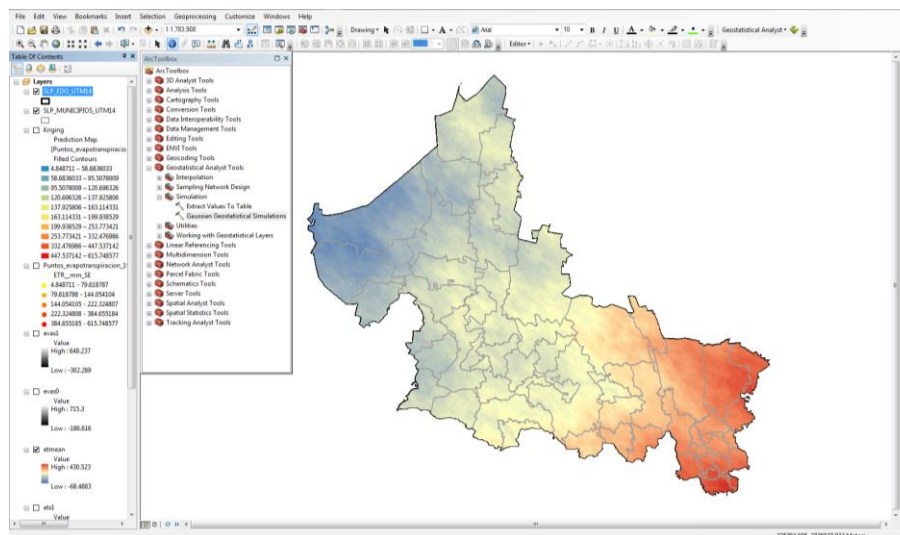 File Edit View Bookmarks Insert Selection Geoprocessing Customize Windows Help
1:1,783,908
Drawing
Arial
10
B I U
Geostatistical Analyst
Editor
Table Of Contents
Layers
SLP_EDO_UTM14
SLP_MUNICIPIOS_UTM14
Kriging
Prediction Map
[Puntos_evapotranspiracio
Filled Contours
4.848711 – 58.6836033
58.6836033 – 95.5078009
95.5078009 – 120.696326
120.696326 – 137.925806
137.925806 – 163.114331
163.114331 – 199.938529
199.938529 – 253.773421
253.773421 – 332.476986
332.476986 – 447.537142
447.537142 – 615.748577
Puntos_evapotranspiracion_1
ETR__mm_SE
4.848711 - 79.618787
79.618788 - 144.054104
144.054105 - 222.324807
222.324808 - 384.655184
384.655185 - 615.748577
evas1
Value
High : 648.237
Low : -302.289
evas0
Value
High : 715.3
Low : -186.616
etmean
Value
High : 430.523
Low : -68.4883
ets1
Value
ArcToolbox
ArcToolbox
3D Analyst Tools
Analysis Tools
Cartography Tools
Conversion Tools
Data Interoperability Tools
Data Management Tools
Editing Tools
ENVI Tools
Geocoding Tools
Geostatistical Analyst Tools
Interpolation
Sampling Network Design
Simulation
Extract Values To Table
Gaussian Geostatistical Simulations
Utilities
Working with Geostatistical Layers
Linear Referencing Tools
Multidimension Tools
Network Analyst Tools
Parcel Fabric Tools
Schematics Tools
Server Tools
Spatial Analyst Tools
Spatial Statistics Tools
Tracking Analyst Tools